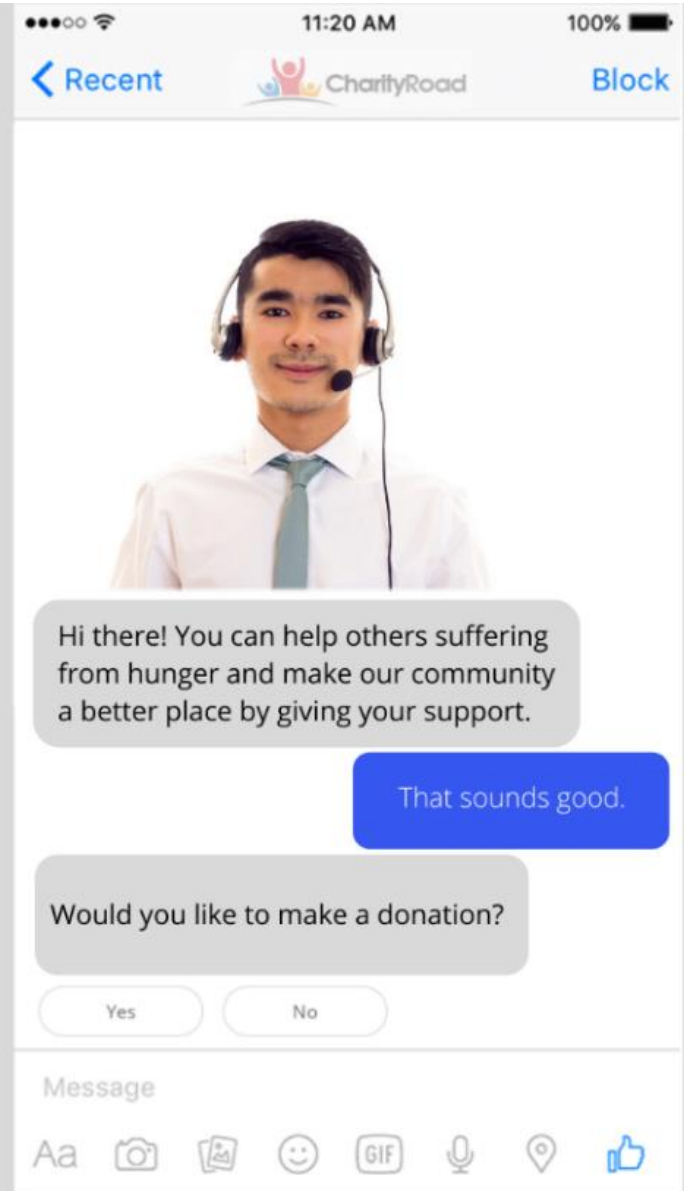 11:20 AM
100%
Recent
CharityRoad
Block
Hi there! You can help others suffering
from hunger and make our community
a better place by giving your support.
That sounds good.
Would you like to make a donation?
Yes
No
Message
Aa
GIF